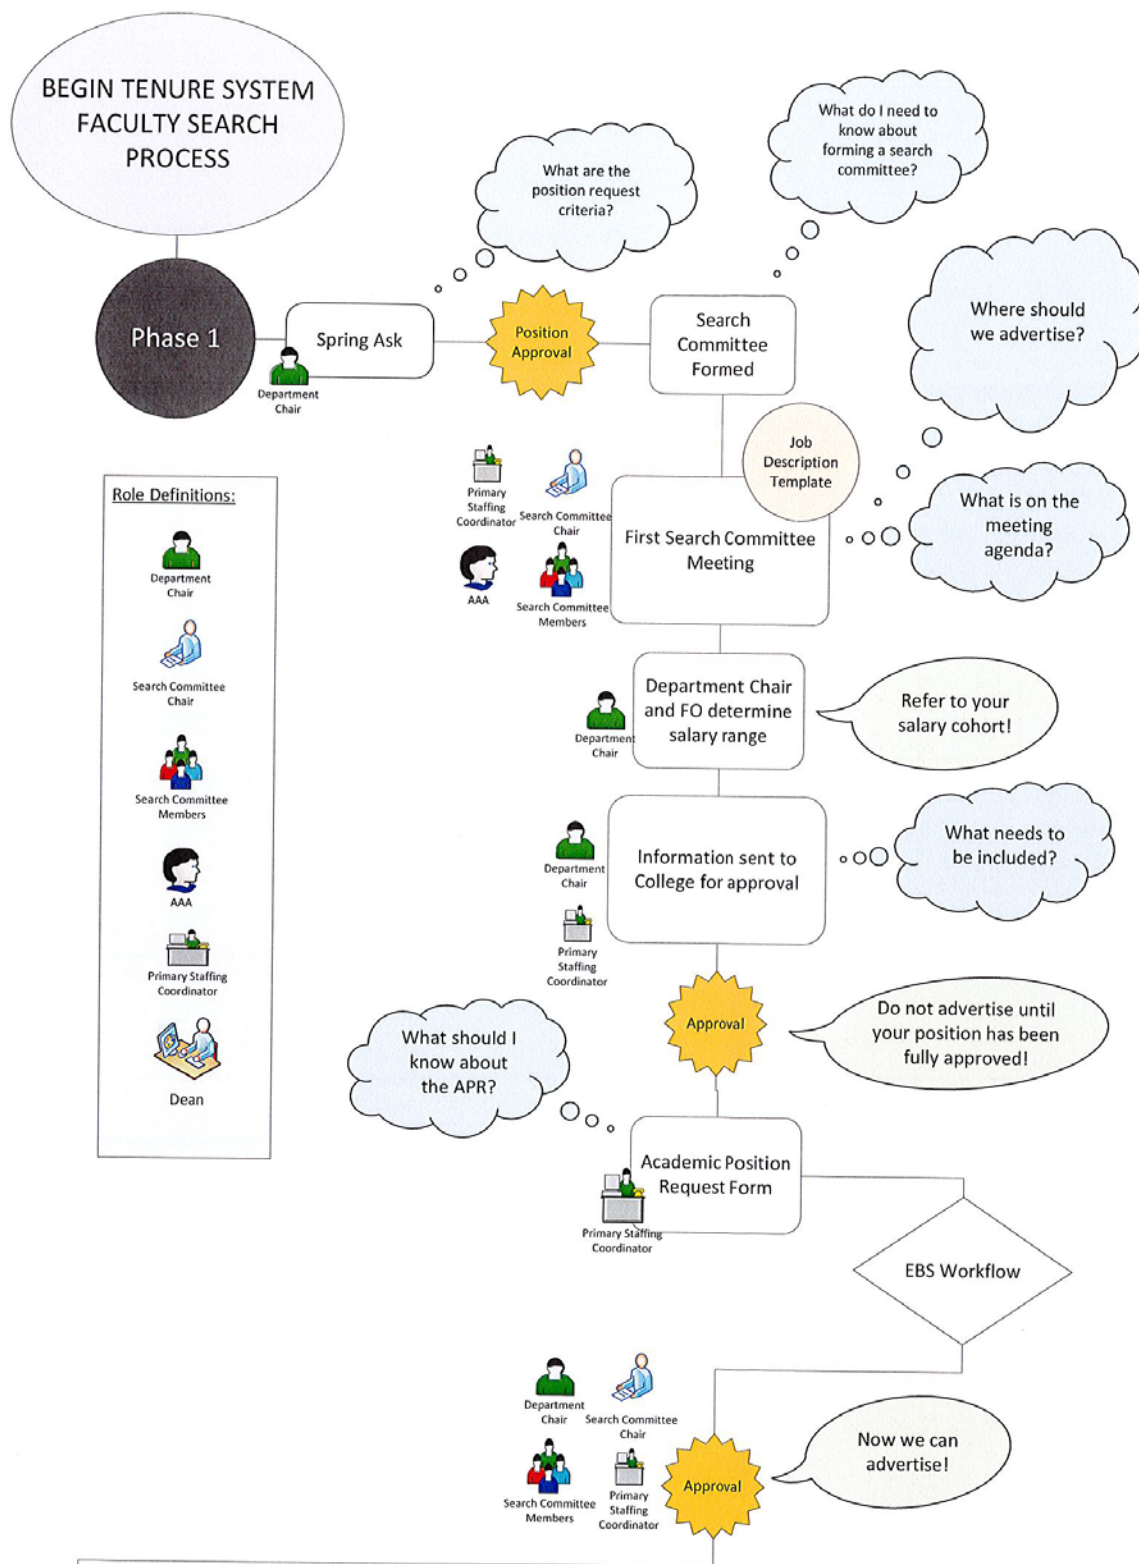 BEGIN TENURE SYSTEM
FACULTY SEARCH
PROCESS
What are the
position request
criteria?
What do I need to
know about
forming a search
committee?
Phase 1
Spring Ask
Department
Chair
Position
Approval
Search
Committee
Formed
Where should
we advertise?
Job
Description
Template
Primary
Staffing
Coordinator
Search Committee
Chair
AAA
Search Committee
Members
First Search Committee
Meeting
What is on the
meeting
agenda?
Role Definitions:
Department
Chair
Search Committee
Chair
Search Committee
Members
AAA
Primary Staffing
Coordinator
Dean
Department
Chair
Department Chair
and FO determine
salary range
Refer to your
salary cohort!
Department
Chair
Primary
Staffing
Coordinator
Information sent to
College for approval
What needs to
be included?
Approval
Do not advertise until
your position has been
fully approved!
What should I
know about
the APR?
Academic Position
Request Form
Primary Staffing
Coordinator
EBS Workflow
Department
Chair
Search Committee
Chair
Search Committee
Members
Primary
Staffing
Coordinator
Approval
Now we can
advertise!